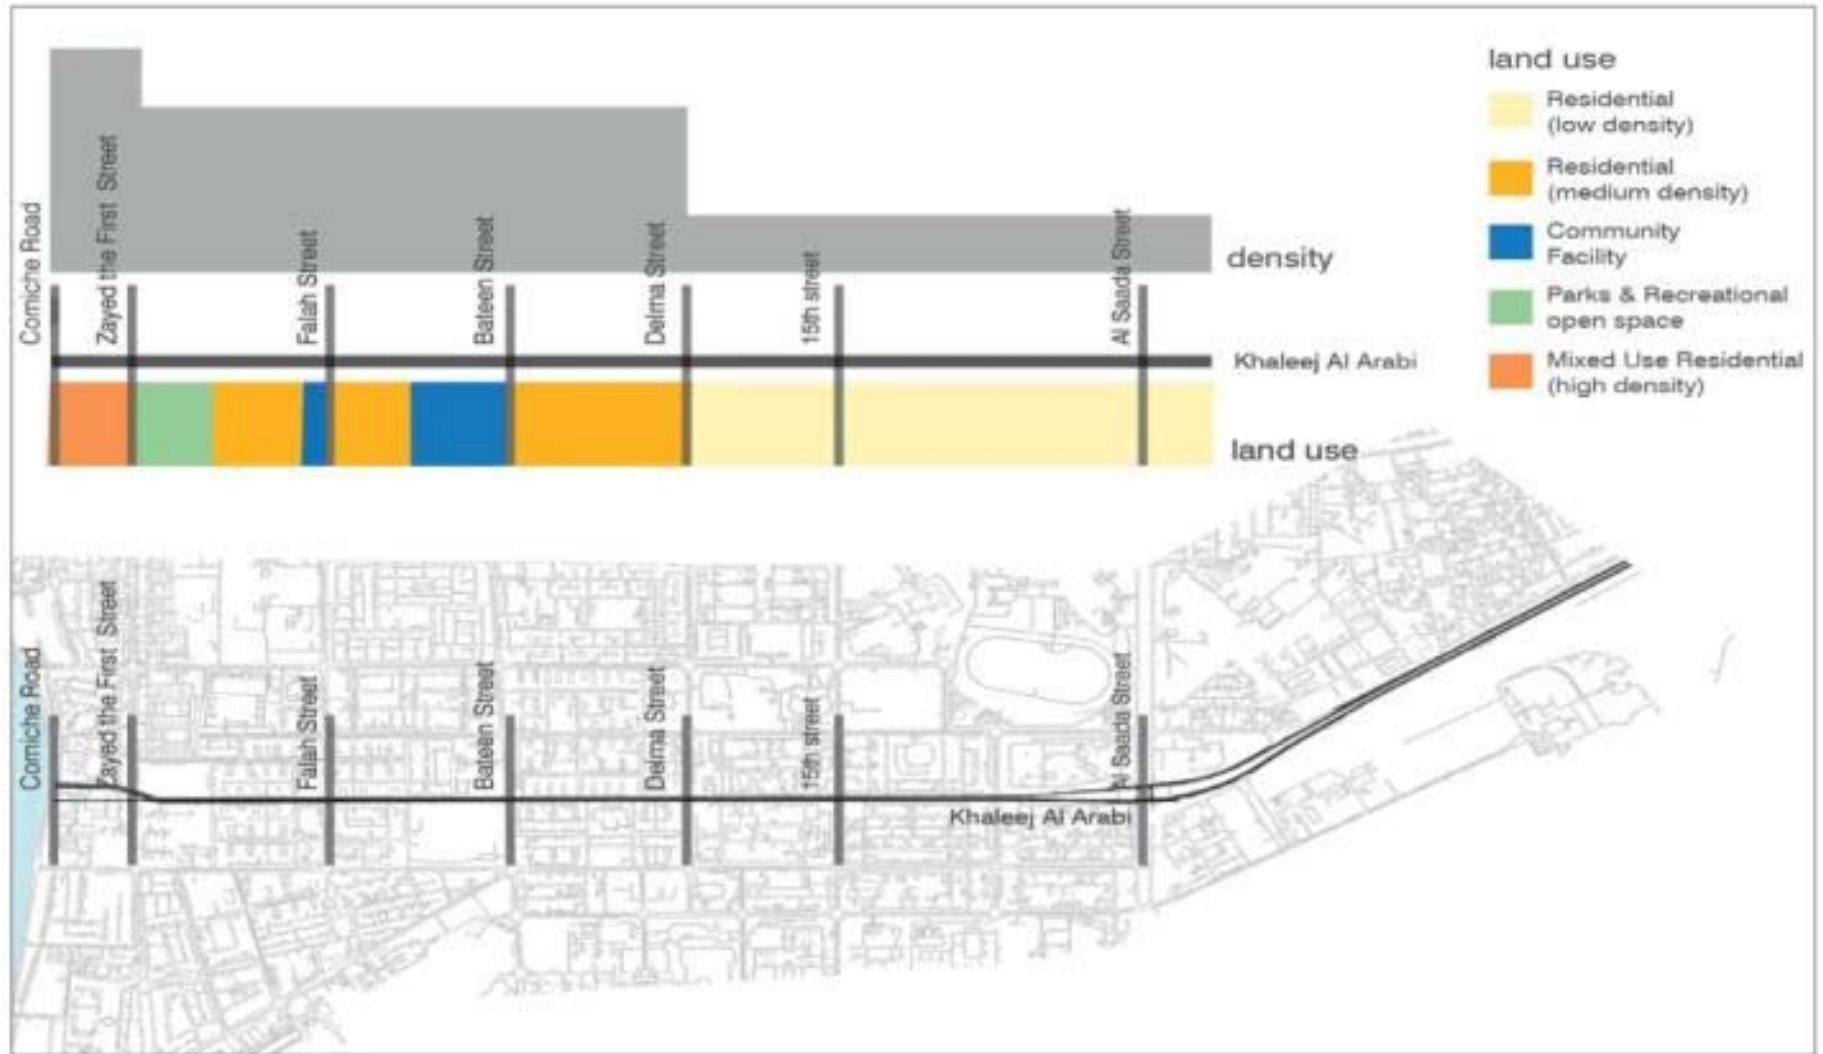 land use
Residential
(low density)
Residential
(medium density)
Community
Facility
Parks & Recreational
open space
Mixed Use Residential
(high density)
Corniche Road
Zayed the First Street
Falah Street
Bateen Street
Delma Street
15th street
Al Saada Street
density
Khaleej Al Arabi
land use
Corniche Road
Zayed the First Street
Falah Street
Bateen Street
Delma Street
15th street
Al Saada Street
Khaleej Al Arabi